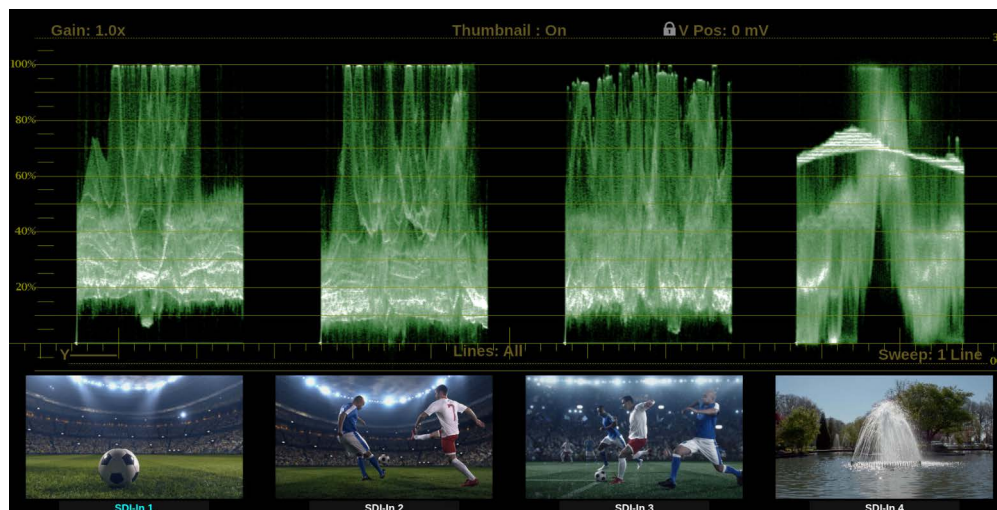 Gain: 1.0x
Thumbnail : On
V Pos: 0 mV
100%
80%
60%
40%
20%
Y
Lines: All
Sweep: 1 Line
SDI-In 1
SDI-In 2
SDI-In 3
SDI-In 4